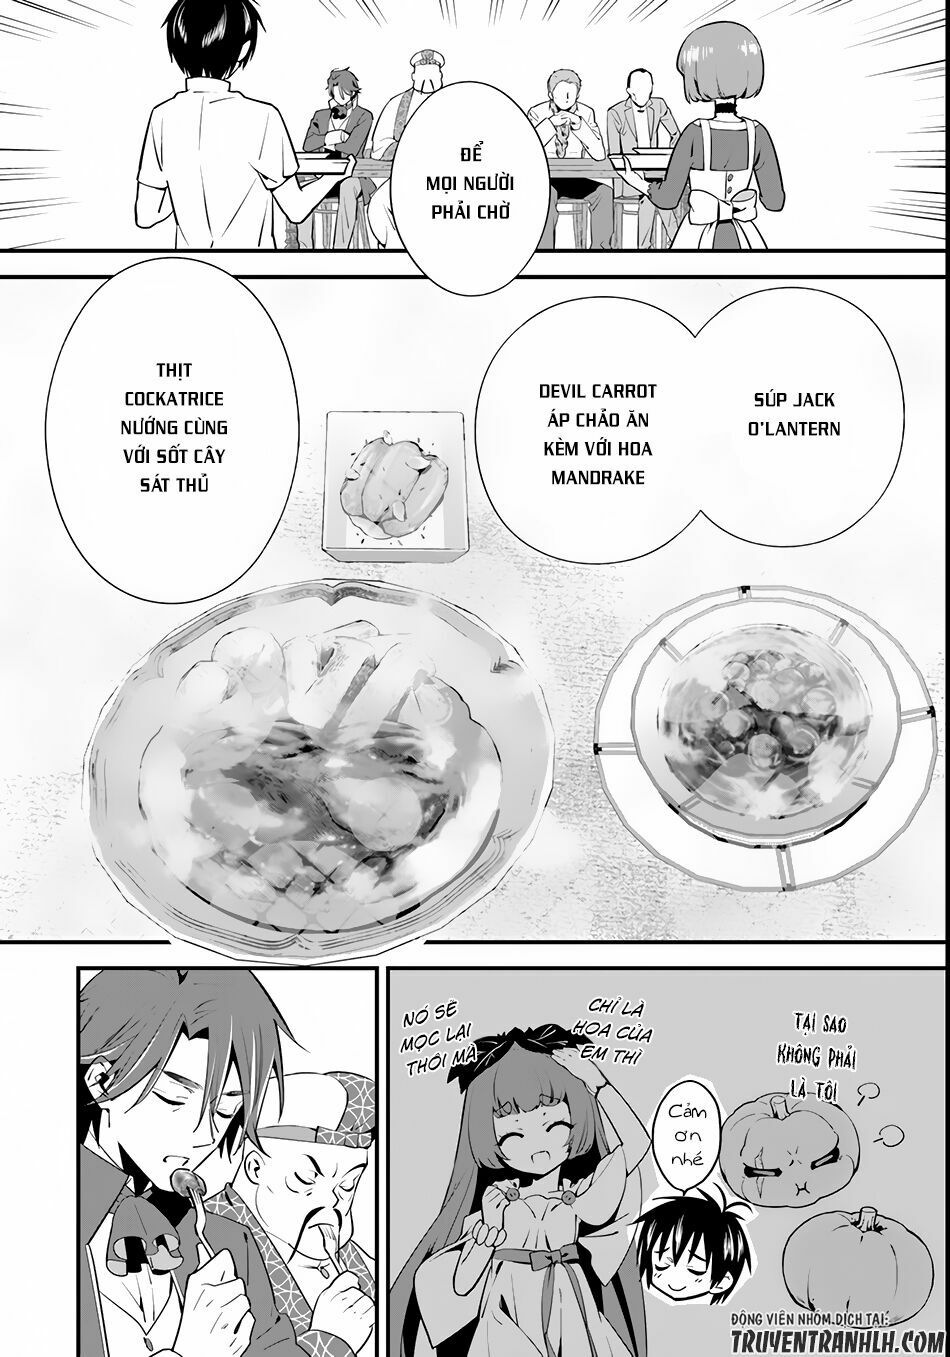 ĐỂ
MỌI NGƯỜI
PHẢI CHỜ
SÚP JACK
O'LANTERN
DEVIL CARROT
ÁP CHẢO ĂN
KÈM VỚI HOA
MANDRAKE
THỊT
COCKATRICE
NƯỚNG CÙNG
VỚI SỐT CÂY
SÁT THỦ
TẠI SAO
KHÔNG PHẢI
LÀ TÔI
CHỈ LÀ
HOA CỦA
EM THÌ
NÓ SẼ
MỌC LẠI
THÔI MÀ
CẢM
ƠN
NHÉ
ĐỘNG VIÊN NHÓM DỊCH TẠI:
TRUYENTRANHLH.COM